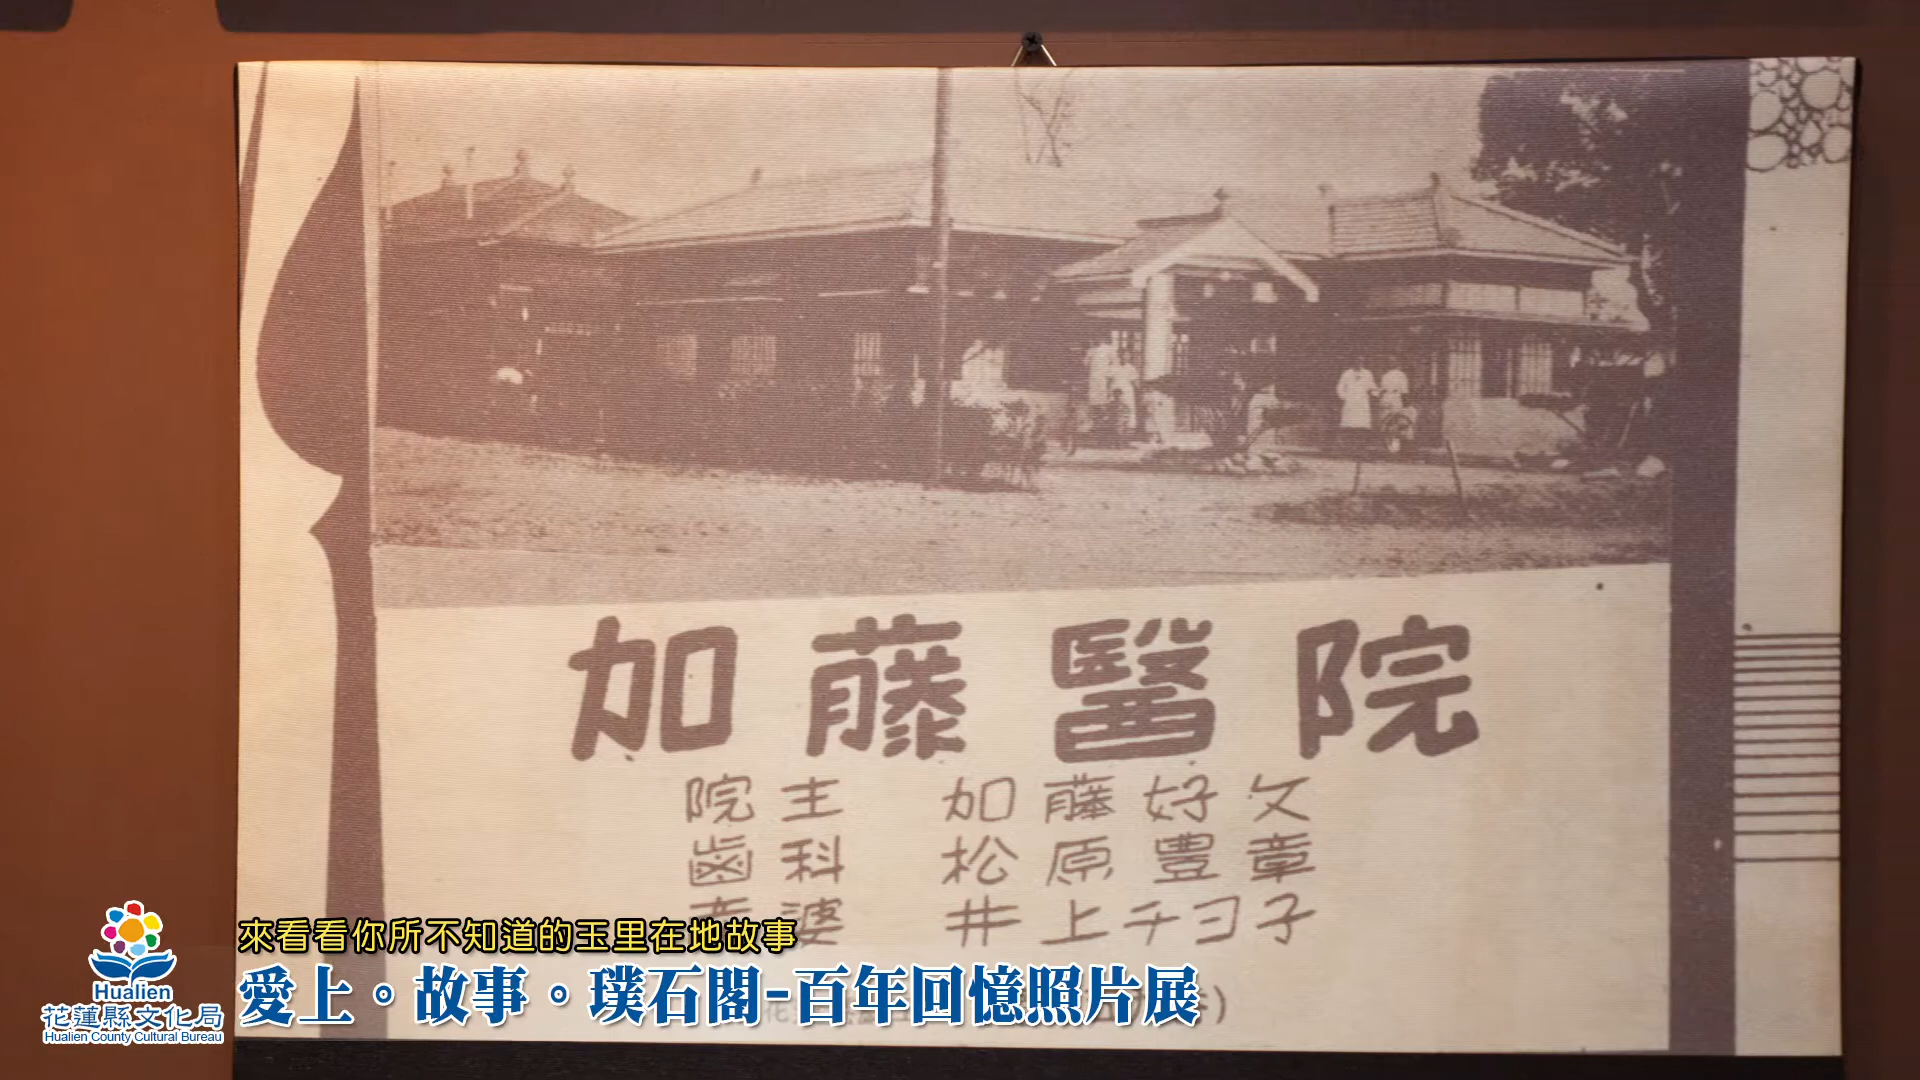 加藤醫院
院主 加藤好文
齒科 松原豊章
產婆 井上千ヨ子
來看看你所不知道的玉里在地故事
愛上。故事。璞石閣-百年回憶照片展
Hualien
花蓮縣文化局
Hualien County Cultural Bureau